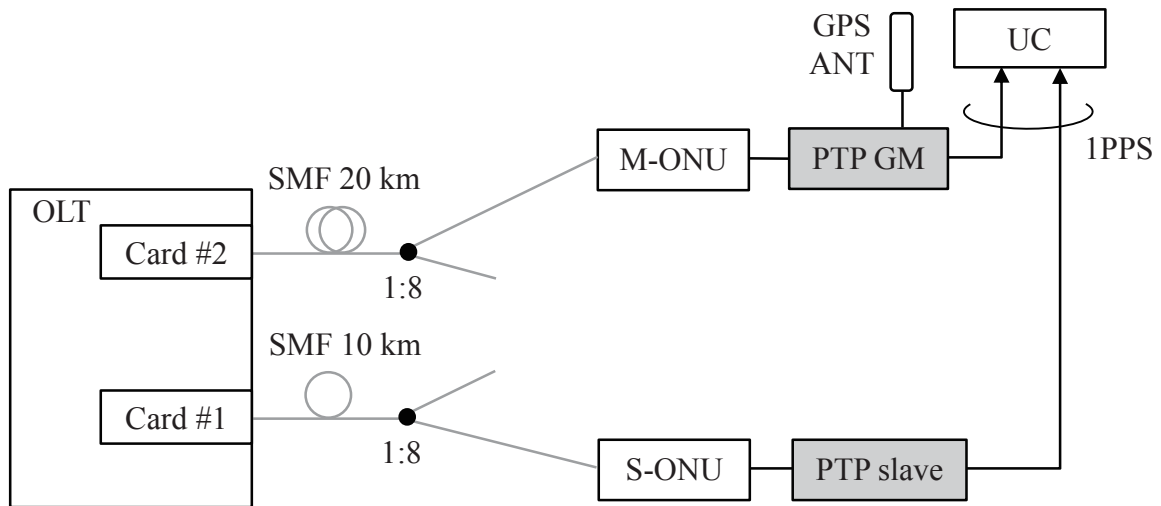 GPS
ANT
UC
1PPS
M-ONU
PTP GM
SMF 20 km
OLT
Card #2
1:8
SMF 10 km
Card #1
1:8
S-ONU
PTP slave